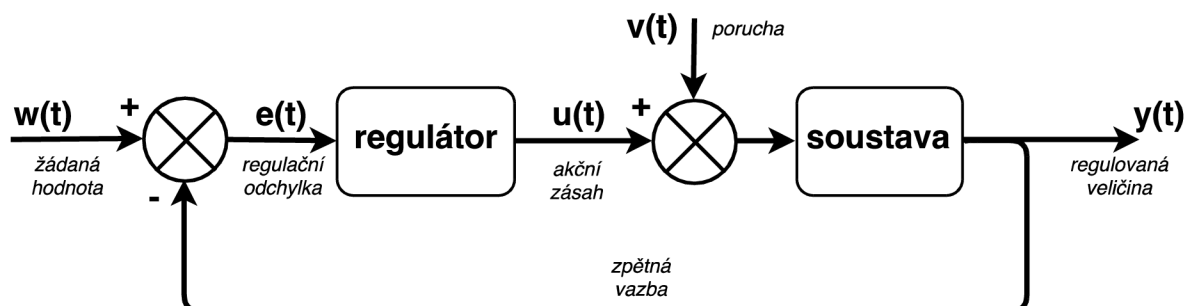 v(t)
porucha
w(t)
+
e(t)
regulátor
u(t)
+
soustava
y(t)
žádaná
hodnota
regulační
odchylka
akční
zásah
regulovaná
veličina
-
zpětná
vazba